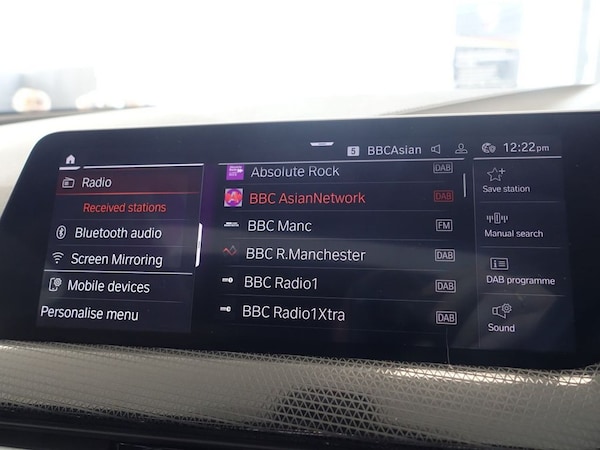 5 BBCAsian 12:22pm
Radio
Received stations
Bluetooth audio
Screen Mirroring
Mobile devices
Personalise menu
Absolute Rock DAB
BBC AsianNetwork DAB
BBC Manc FM
BBC R.Manchester DAB
BBC Radio1 DAB
BBC Radio1Xtra DAB
Save station
Manual search
DAB programme
Sound